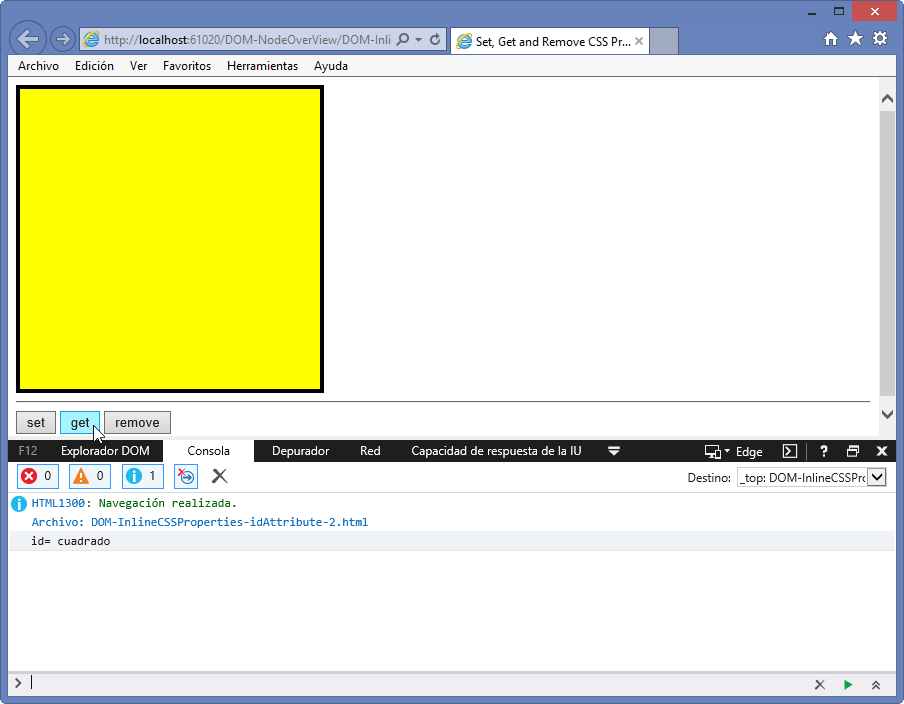 http://localhost:61020/DOM-NodeOverView/DOM-Inli
Set, Get and Remove CSS Pr...
Archivo Edición Ver Favoritos Herramientas Ayuda
set get remove
F12 Explorador DOM Consola Depurador Red Capacidad de respuesta de la IU Edge ?
0 0 1 Destino: _top: DOM-InlineCSSPro
HTML1300: Navegación realizada.
Archivo: DOM-InlineCSSProperties-idAttribute-2.html
id= cuadrado